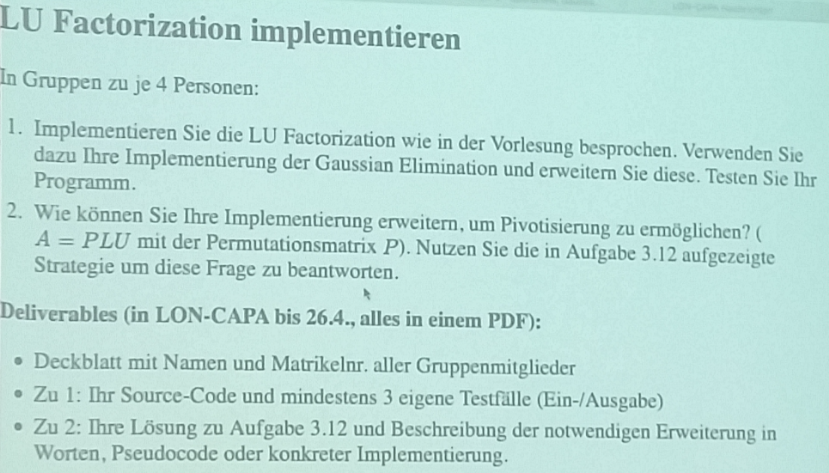 LU Factorization implementieren
In Gruppen zu je 4 Personen:
1. Implementieren Sie die LU Factorization wie in der Vorlesung besprochen. Verwenden Sie
dazu Ihre Implementierung der Gaussian Elimination und erweitern Sie diese. Testen Sie Ihr
Programm.
2. Wie können Sie Ihre Implementierung erweitern, um Pivotisierung zu ermöglichen? (
A = PLU mit der Permutationsmatrix P). Nutzen Sie die in Aufgabe 3.12 aufgezeigte
Strategie um diese Frage zu beantworten.
Deliverables (in LON-CAPA bis 26.4., alles in einem PDF):
• Deckblatt mit Namen und Matrikelnr. aller Gruppenmitglieder
• Zu 1: Ihr Source-Code und mindestens 3 eigene Testfälle (Ein-/Ausgabe)
• Zu 2: Ihre Lösung zu Aufgabe 3.12 und Beschreibung der notwendigen Erweiterung in
Worten, Pseudocode oder konkreter Implementierung.